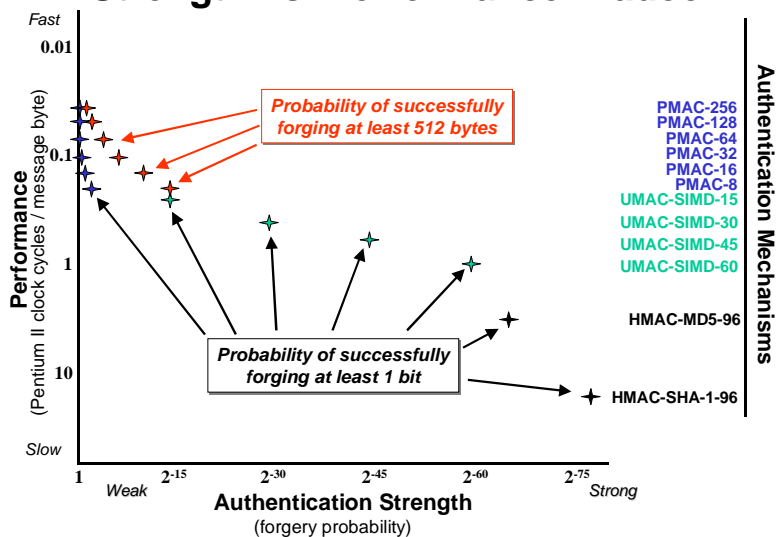 Fast
0.01
0.1
1
10
Slow
Performance
(Pentium II clock cycles / message byte)
Probability of successfully
forging at least 512 bytes
Probability of successfully
forging at least 1 bit
PMAC-256
PMAC-128
PMAC-64
PMAC-32
PMAC-16
PMAC-8
UMAC-SIMD-15
UMAC-SIMD-30
UMAC-SIMD-45
UMAC-SIMD-60
HMAC-MD5-96
HMAC-SHA-1-96
Authentication Mechanisms
1 2⁻¹⁵ 2⁻³⁰ 2⁻⁴⁵ 2⁻⁶⁰ 2⁻⁷⁵
Weak Strong
Authentication Strength
(forgery probability)